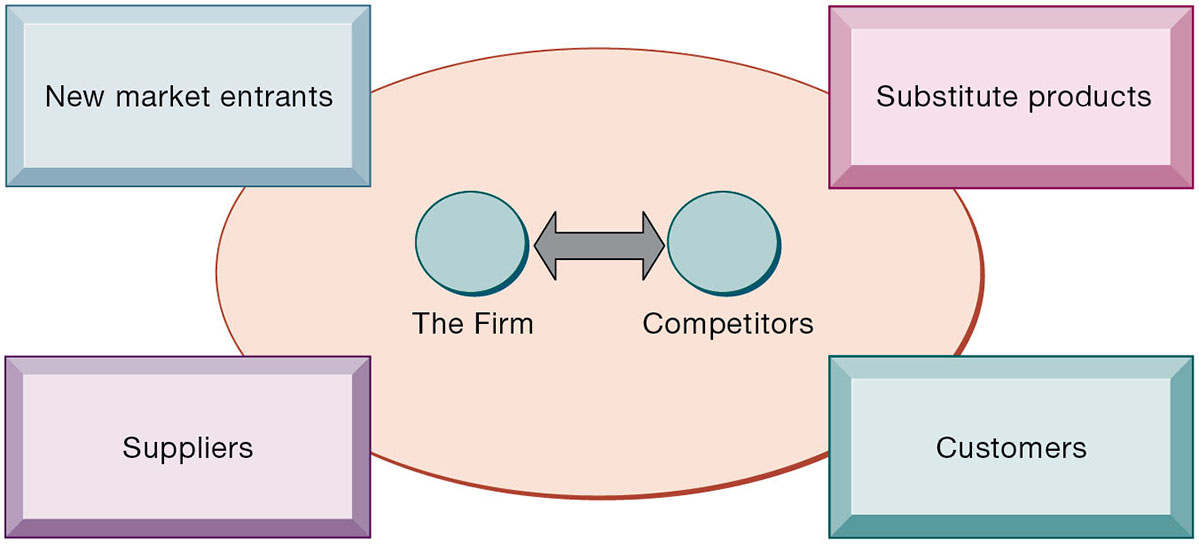 New market entrants
Substitute products
The Firm
Competitors
Suppliers
Customers